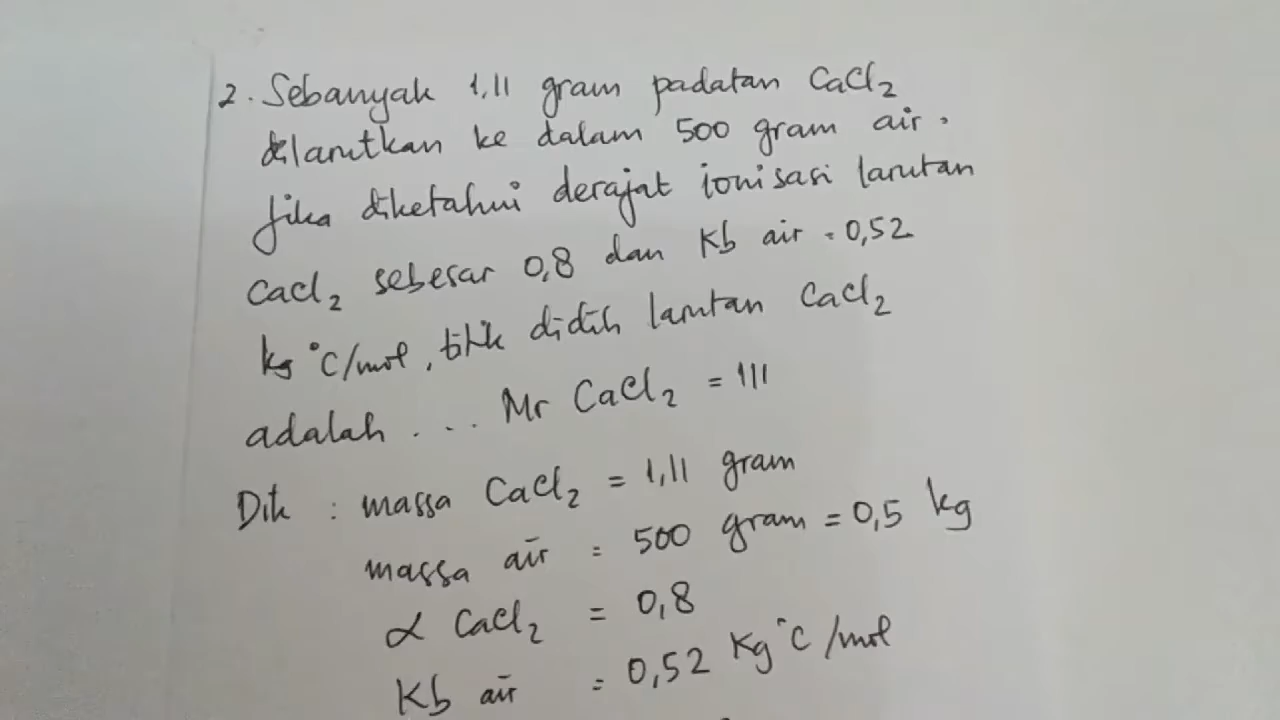 2. Sebanyak 1,11 gram padatan CaCl₂
dilarutkan ke dalam 500 gram air.
Jika diketahui derajat ionisasi larutan
CaCl₂ sebesar 0,8 dan Kb air = 0,52
kg °C/mol, titik didih larutan CaCl₂
adalah ... Mr CaCl₂ = 111
Dik : massa CaCl₂ = 1,11 gram
massa air = 500 gram = 0,5 kg
α CaCl₂ = 0,8
Kb air = 0,52 Kg °C/mol